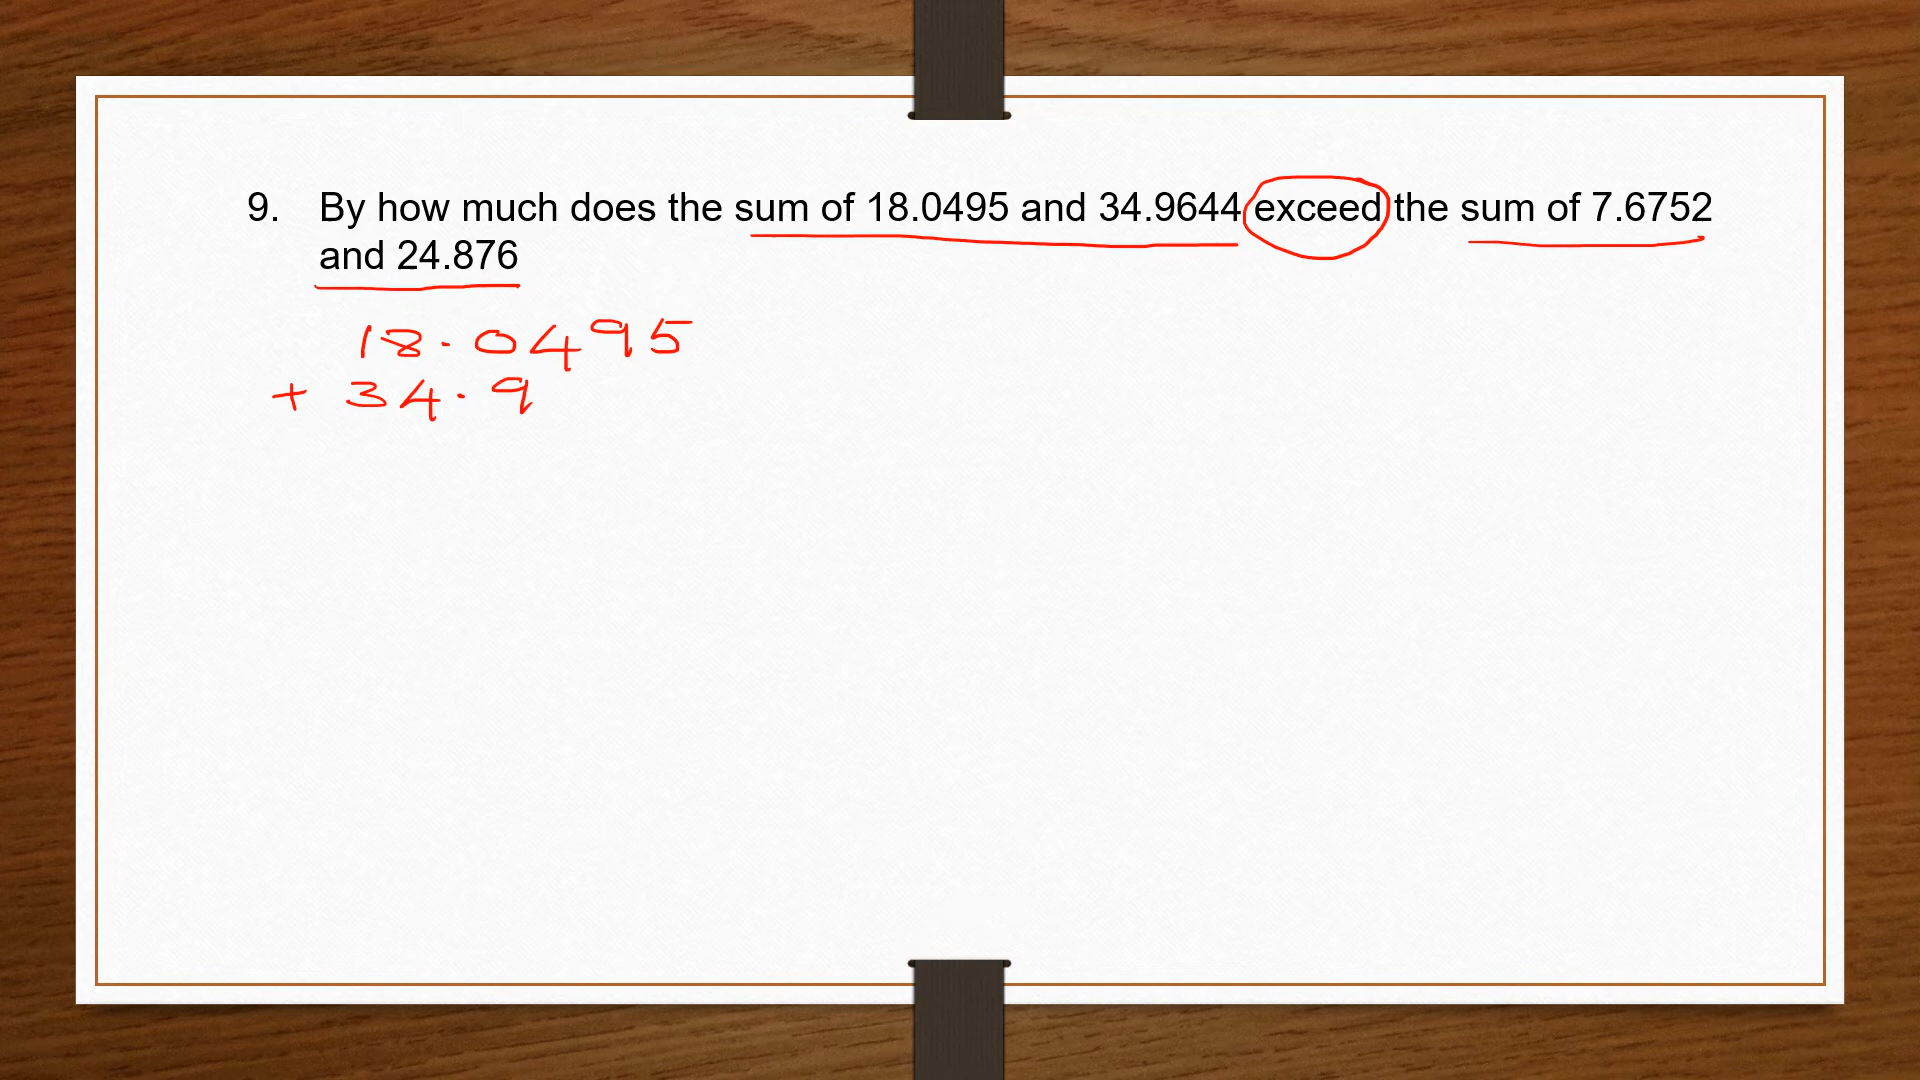 9. By how much does the sum of 18.0495 and 34.9644 exceed the sum of 7.6752
and 24.876
18.0495
+ 34.9